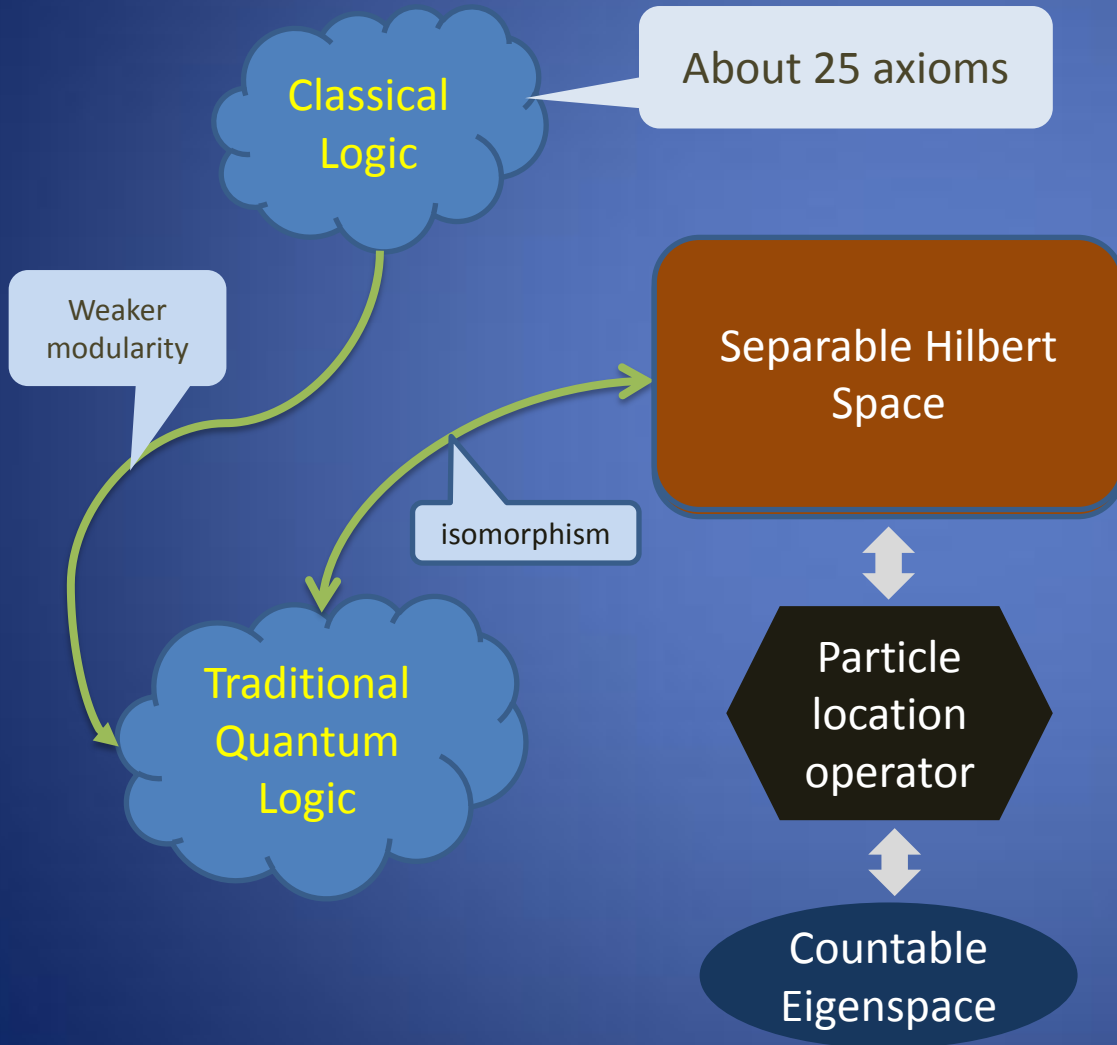 Classical
Logic
About 25 axioms
Weaker
modularity
Separable Hilbert
Space
isomorphism
Traditional
Quantum
Logic
Particle
location
operator
Countable
Eigenspace